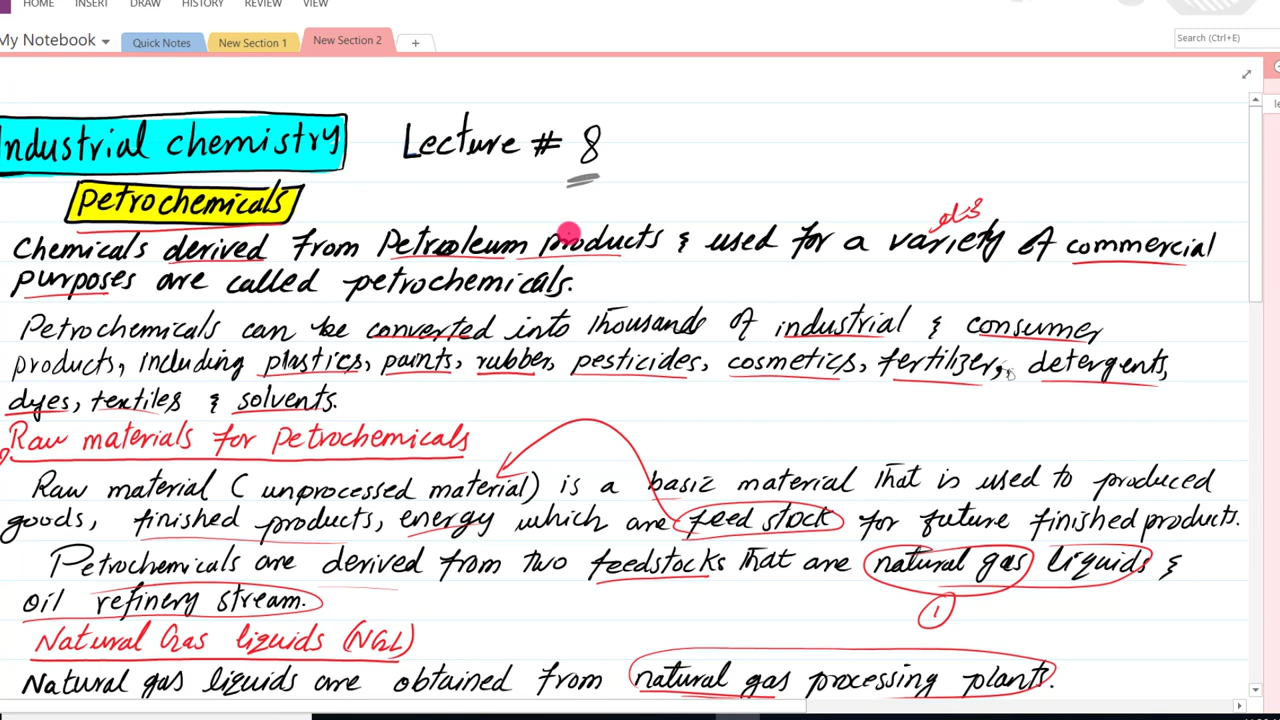 HOME INSERT DRAW HISTORY REVIEW VIEW
My Notebook Quick Notes New Section 1 New Section 2 +
Search (Ctrl+E)
Industrial chemistry Lecture # 8
Petrochemicals
Chemicals derived from Petroleum products & used for a variety of commercial
purposes are called petrochemicals.
Petrochemicals can be converted into thousands of industrial & consumer
products, including plastics, paints, rubber, pesticides, cosmetics, fertilizer, detergents,
dyes, textiles & solvents.
Raw materials for petrochemicals
Raw material ( unprocessed material) is a basic material that is used to produced
goods, finished products, energy which are feed stock for future finished products.
Petrochemicals are derived from two feedstocks that are natural gas liquids &
oil refinery stream.
1
Natural Gas liquids (NGL)
Natural gas liquids are obtained from natural gas processing plants.